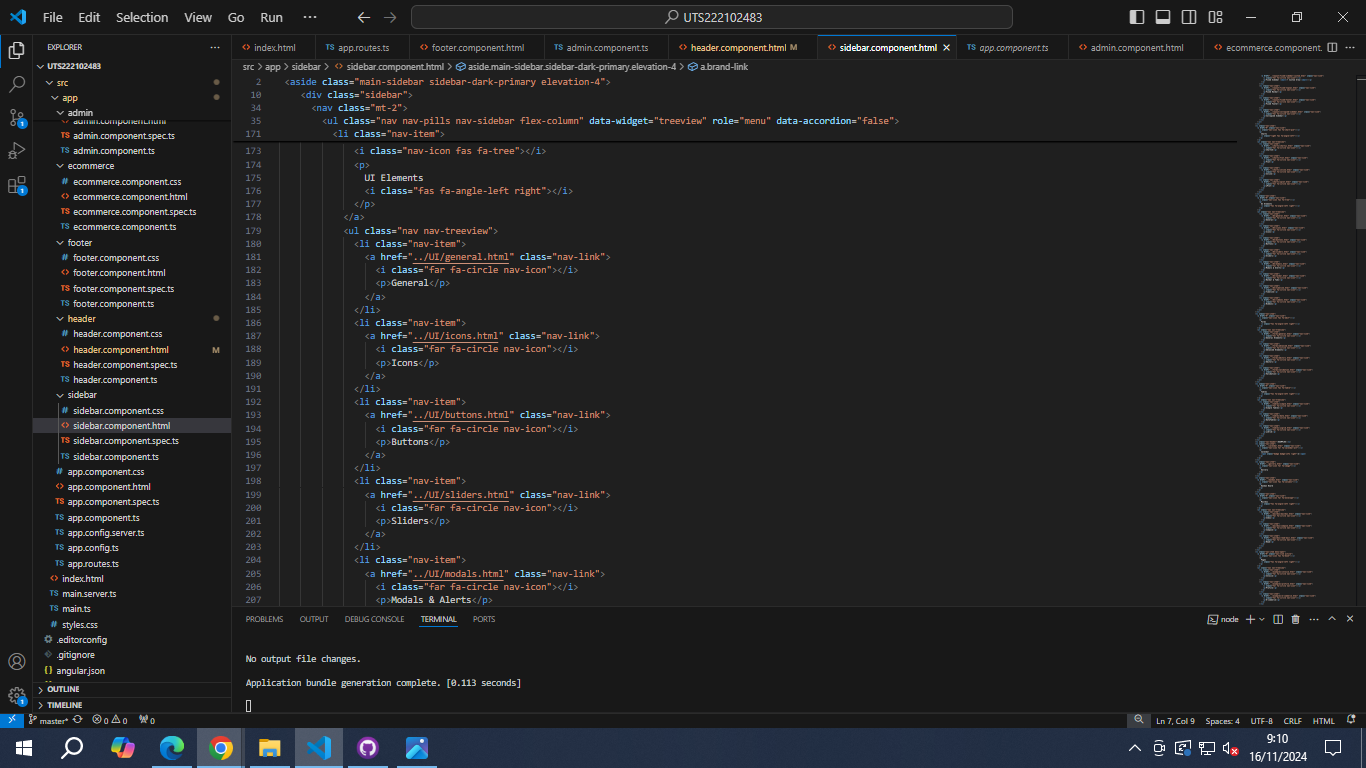 File Edit Selection View Go Run ··· UTS222102483
EXPLORER ···
UTS222102483
src
app
admin
admin.component.html
TS admin.component.spec.ts
TS admin.component.ts
ecommerce
# ecommerce.component.css
<> ecommerce.component.html
TS ecommerce.component.spec.ts
TS ecommerce.component.ts
footer
# footer.component.css
<> footer.component.html
TS footer.component.spec.ts
TS footer.component.ts
header
# header.component.css
<> header.component.html M
TS header.component.spec.ts
TS header.component.ts
sidebar
# sidebar.component.css
<> sidebar.component.html
TS sidebar.component.spec.ts
TS sidebar.component.ts
# app.component.css
<> app.component.html
TS app.component.spec.ts
TS app.component.ts
TS app.config.server.ts
TS app.config.ts
TS app.routes.ts
<> index.html
TS main.server.ts
TS main.ts
# styles.css
.editorconfig
.gitignore
{} angular.json
OUTLINE
TIMELINE
<> index.html TS app.routes.ts <> footer.component.html TS admin.component.ts <> header.component.html M <> sidebar.component.html TS app.component.ts <> admin.component.html <> ecommerce.component. ···
src > app > sidebar > <> sidebar.component.html > aside.main-sidebar.sidebar-dark-primary.elevation-4 > a.brand-link
2 <aside class="main-sidebar sidebar-dark-primary elevation-4">
10 <div class="sidebar">
34 <nav class="mt-2">
35 <ul class="nav nav-pills nav-sidebar flex-column" data-widget="treeview" role="menu" data-accordion="false">
171 <li class="nav-item">
173 <i class="nav-icon fas fa-tree"></i>
174 <p>
175 UI Elements
176 <i class="fas fa-angle-left right"></i>
177 </p>
178 </a>
179 <ul class="nav nav-treeview">
180 <li class="nav-item">
181 <a href="../UI/general.html" class="nav-link">
182 <i class="far fa-circle nav-icon"></i>
183 <p>General</p>
184 </a>
185 </li>
186 <li class="nav-item">
187 <a href="../UI/icons.html" class="nav-link">
188 <i class="far fa-circle nav-icon"></i>
189 <p>Icons</p>
190 </a>
191 </li>
192 <li class="nav-item">
193 <a href="../UI/buttons.html" class="nav-link">
194 <i class="far fa-circle nav-icon"></i>
195 <p>Buttons</p>
196 </a>
197 </li>
198 <li class="nav-item">
199 <a href="../UI/sliders.html" class="nav-link">
200 <i class="far fa-circle nav-icon"></i>
201 <p>Sliders</p>
202 </a>
203 </li>
204 <li class="nav-item">
205 <a href="../UI/modals.html" class="nav-link">
206 <i class="far fa-circle nav-icon"></i>
207 <p>Modals & Alerts</p>
PROBLEMS OUTPUT DEBUG CONSOLE TERMINAL PORTS node ···
No output file changes.
Application bundle generation complete. [0.113 seconds]
master* 0 0 0 Ln 7, Col 9 Spaces: 4 UTF-8 CRLF HTML
9:10
16/11/2024